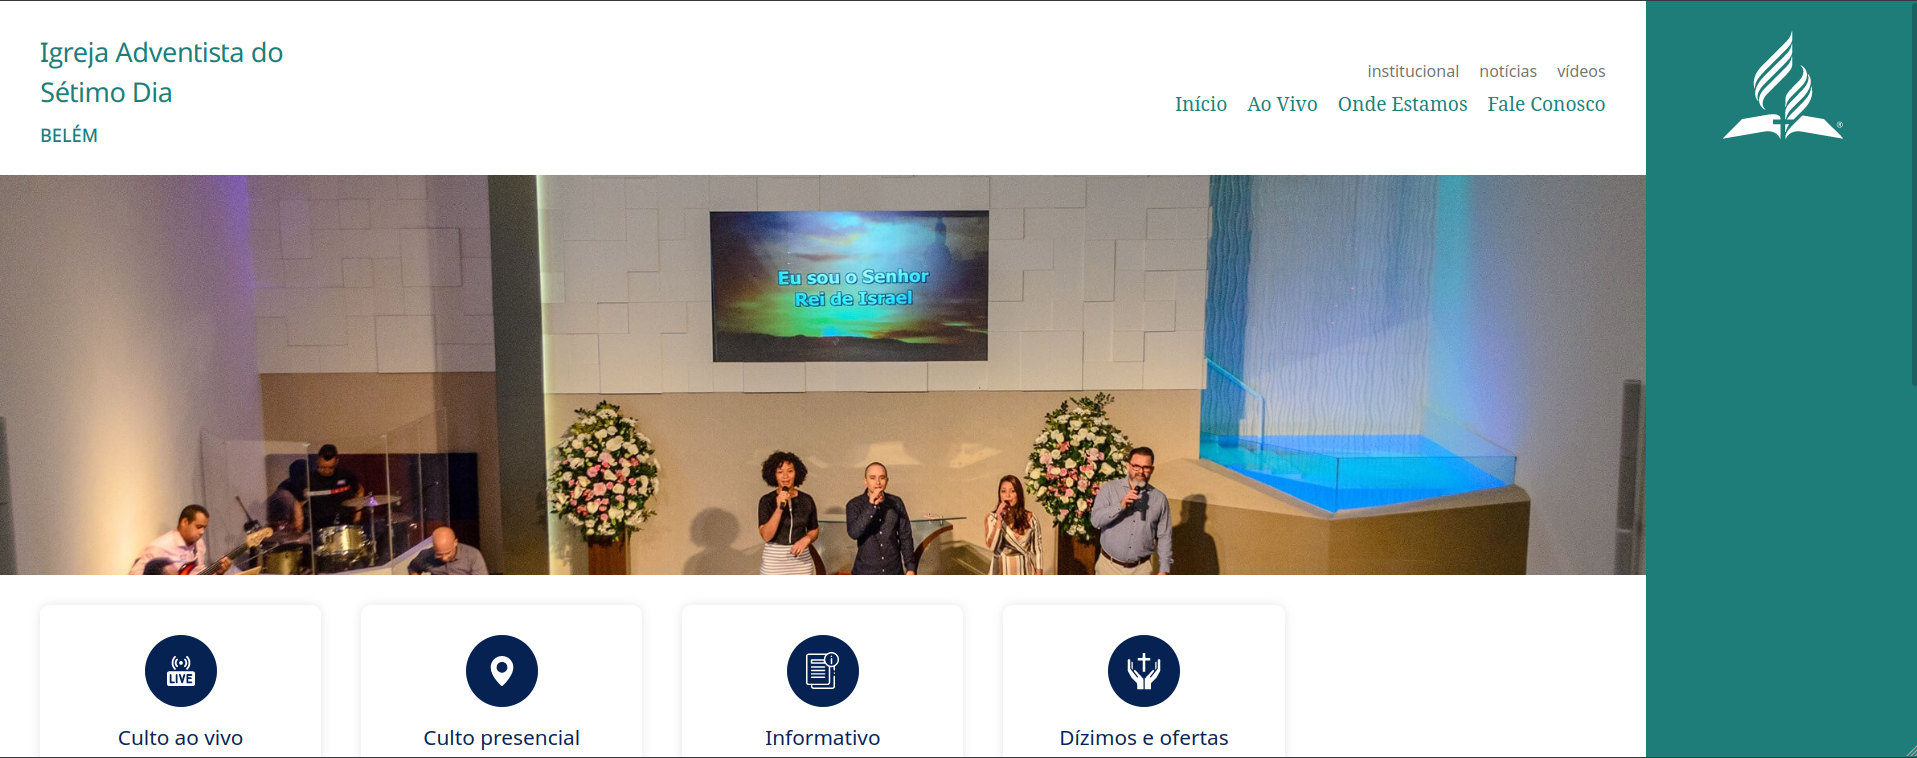 Igreja Adventista do
Sétimo Dia
BELÉM
institucional notícias vídeos
Início Ao Vivo Onde Estamos Fale Conosco
®
Eu sou o Senhor
Rei de Israel
LIVE
Culto ao vivo
Culto presencial
i
Informativo
Dízimos e ofertas